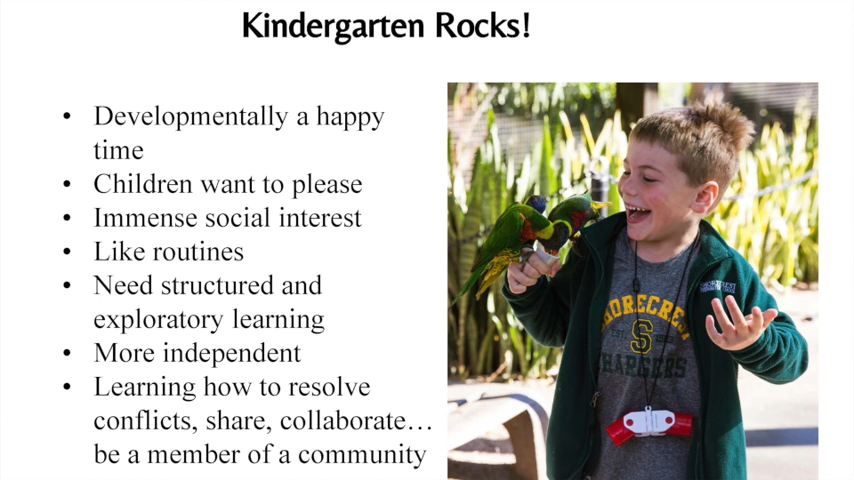 Kindergarten Rocks!
• Developmentally a happy
time
• Children want to please
• Immense social interest
• Like routines
• Need structured and
exploratory learning
• More independent
• Learning how to resolve
conflicts, share, collaborate…
be a member of a community
SHORECREST
EST S
CHARGERS